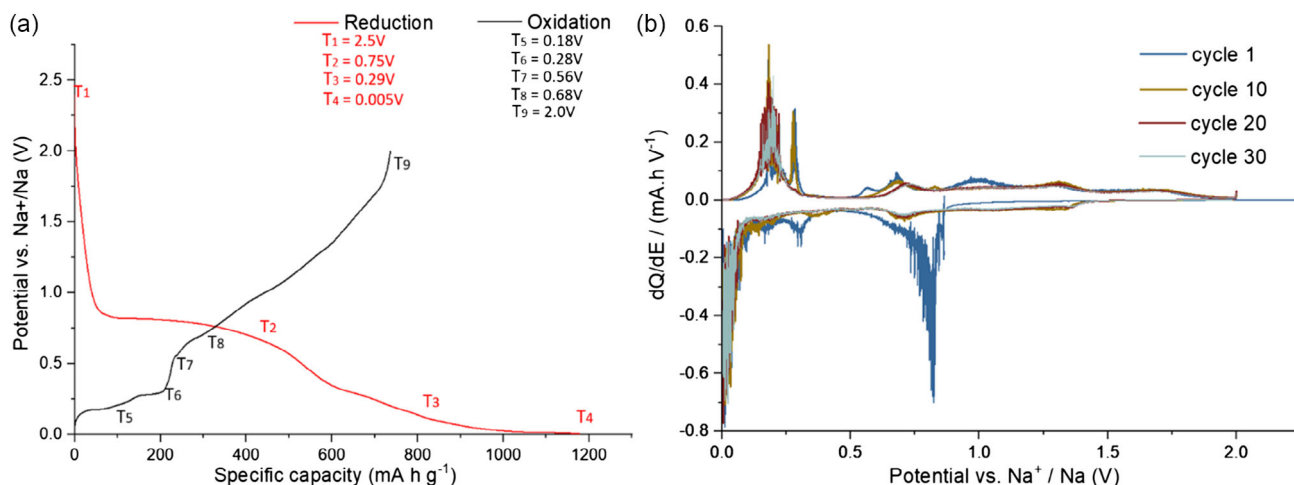 (a)
Reduction
T1 = 2.5V
T2 = 0.75V
T3 = 0.29V
T4 = 0.005V
Oxidation
T5 = 0.18V
T6 = 0.28V
T7 = 0.56V
T8 = 0.68V
T9 = 2.0V
Potential vs. Na+/Na (V)
2.5
2.0
1.5
1.0
0.5
0.0
T1
T2
T3
T4
T5
T6
T7
T8
T9
0
200
400
600
800
1000
1200
Specific capacity (mA h g⁻¹)
(b)
dQ/dE / (mA.h V⁻¹)
0.6
0.4
0.2
0.0
-0.2
-0.4
-0.6
-0.8
cycle 1
cycle 10
cycle 20
cycle 30
0.0
0.5
1.0
1.5
2.0
Potential vs. Na⁺ / Na (V)